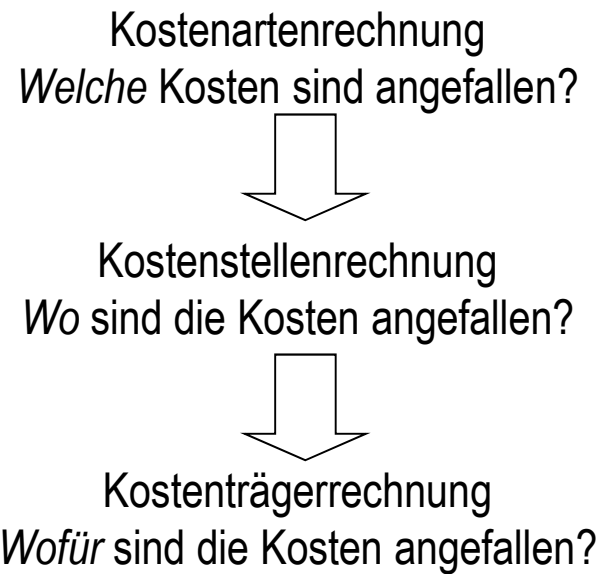 Kostenartenrechnung
Welche Kosten sind angefallen?
Kostenstellenrechnung
Wo sind die Kosten angefallen?
Kostenträgerrechnung
Wofür sind die Kosten angefallen?